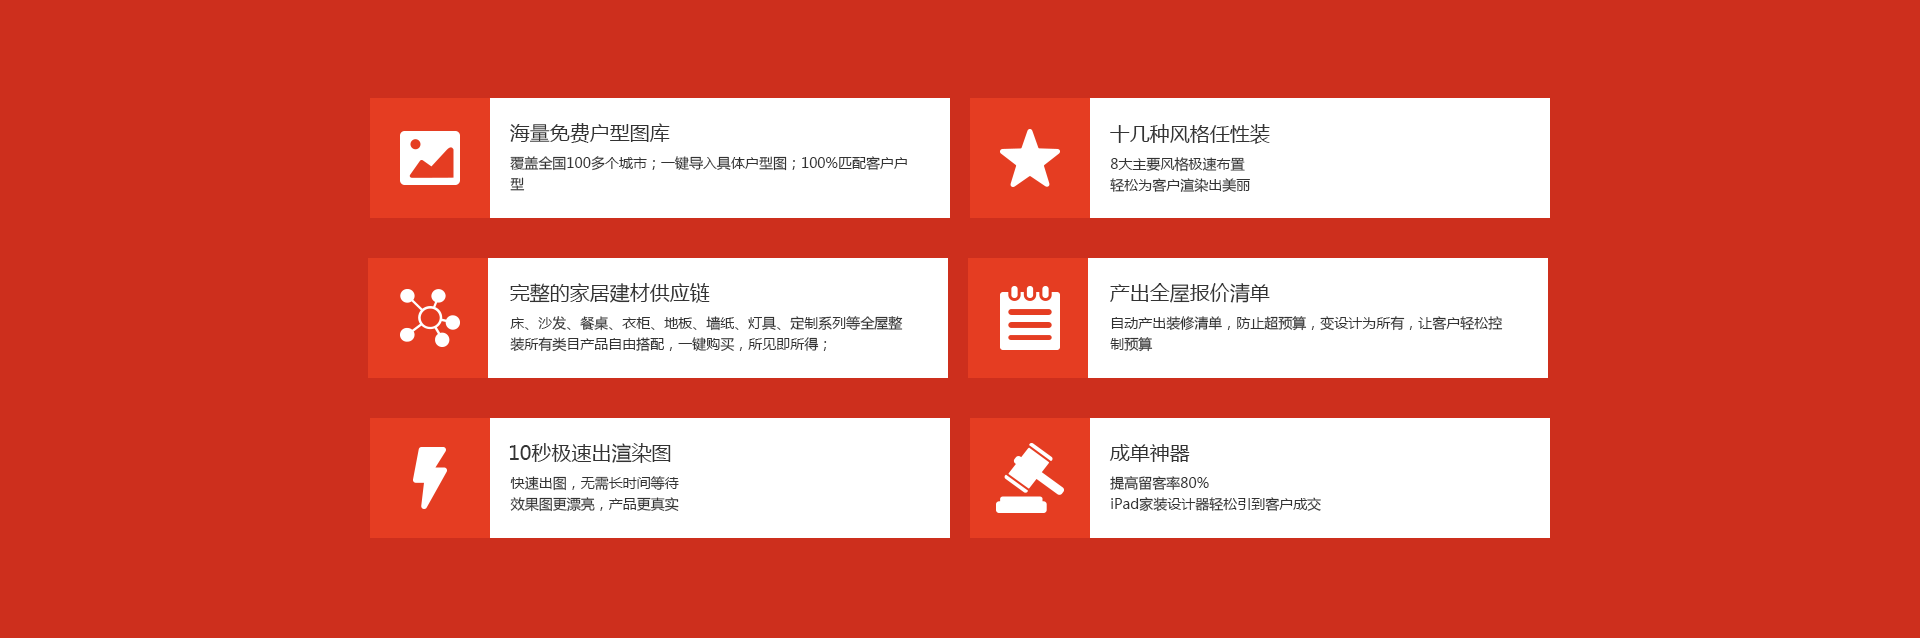 海量免费户型图库
覆盖全国100多个城市；一键导入具体户型图；100%匹配客户户
型
十几种风格任性装
8大主要风格极速布置
轻松为客户渲染出美丽
完整的家居建材供应链
床、沙发、餐桌、衣柜、地板、墙纸、灯具、定制系列等全屋整
装所有类目产品自由搭配，一键购买，所见即所得；
产出全屋报价清单
自动产出装修清单，防止超预算，变设计为所有，让客户轻松控
制预算
10秒极速出渲染图
快速出图，无需长时间等待
效果图更漂亮，产品更真实
成单神器
提高留客率80%
iPad家装设计器轻松引到客户成交